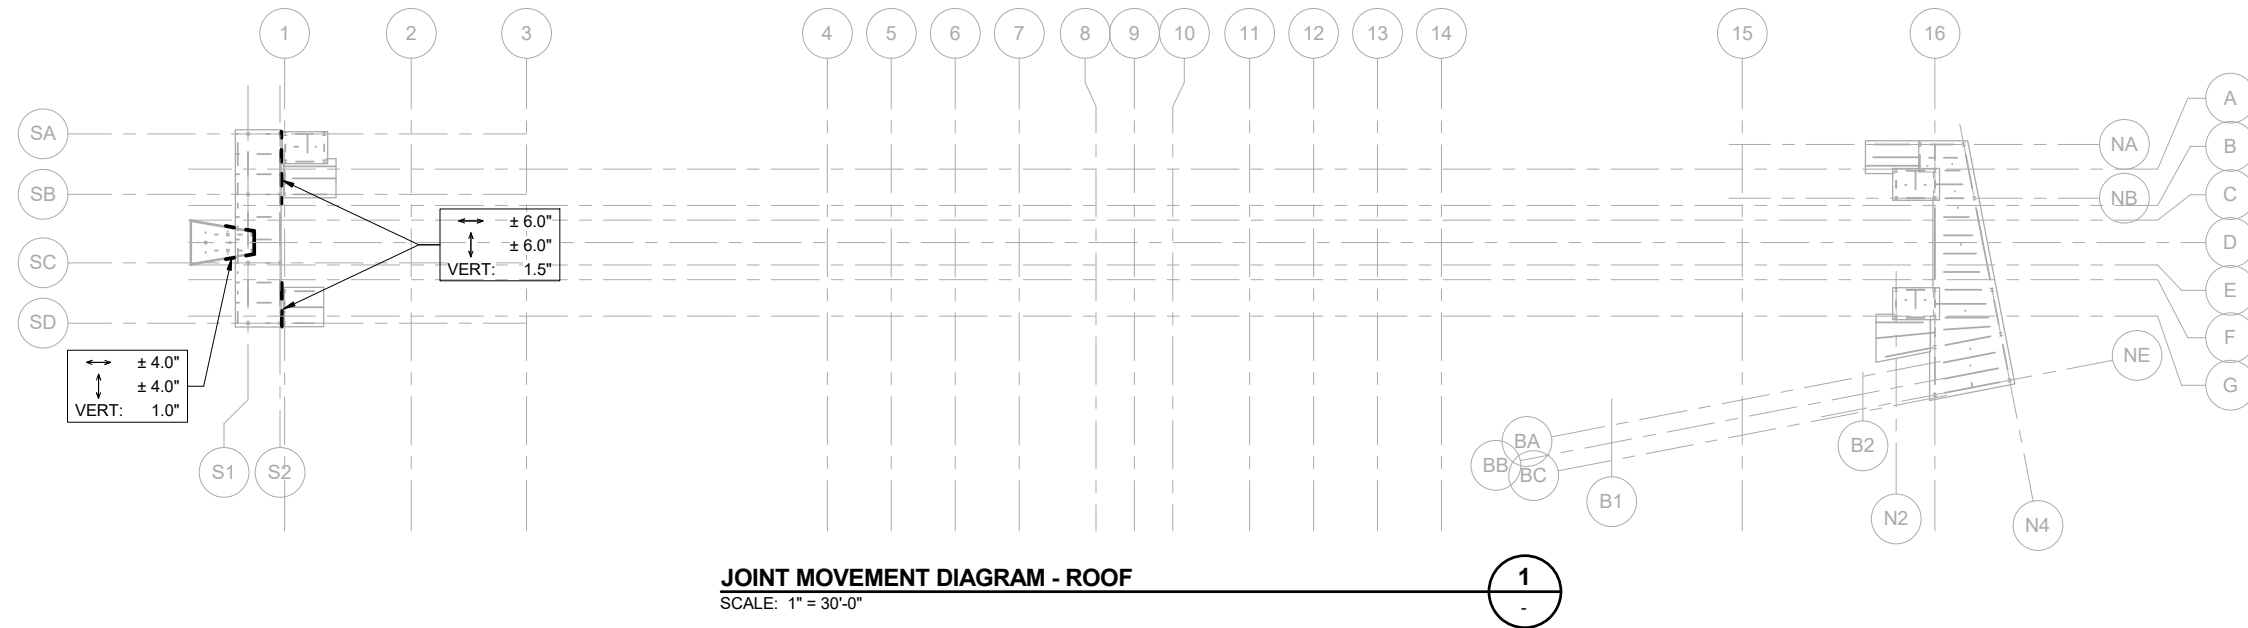 1 2 3 4 5 6 7 8 9 10 11 12 13 14 15 16
A
SA
NA
B
SB
NB
C
± 6.0"
± 6.0"
VERT: 1.5"
D
SC
E
SD
F
NE
± 4.0"
± 4.0"
VERT: 1.0"
G
BA
B2
BB
BC
S1 S2
B1
N2
N4
JOINT MOVEMENT DIAGRAM - ROOF
SCALE: 1" = 30'-0"
1
-